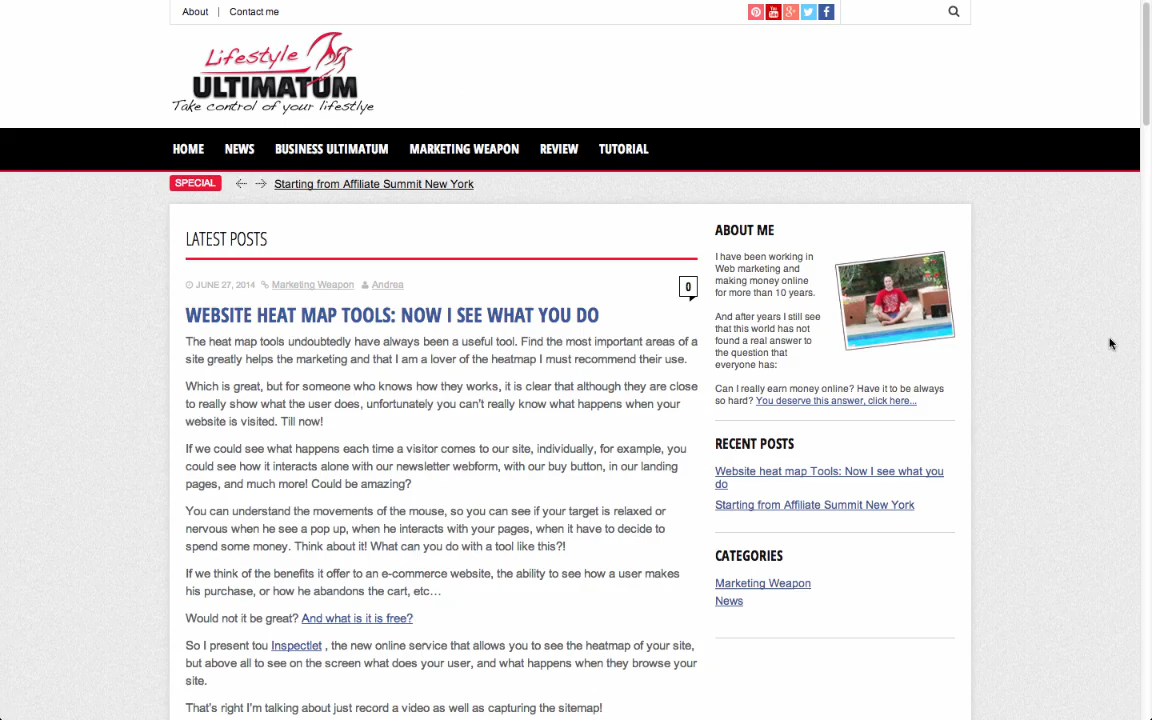 About | Contact me
Lifestyle
ULTIMATUM
Take control of your lifestlye
HOME NEWS BUSINESS ULTIMATUM MARKETING WEAPON REVIEW TUTORIAL
SPECIAL Starting from Affiliate Summit New York
LATEST POSTS
JUNE 27, 2014 Marketing Weapon Andrea
0
WEBSITE HEAT MAP TOOLS: NOW I SEE WHAT YOU DO
The heat map tools undoubtedly have always been a useful tool. Find the most important areas of a
site greatly helps the marketing and that I am a lover of the heatmap I must recommend their use.
Which is great, but for someone who knows how they works, it is clear that although they are close
to really show what the user does, unfortunately you can't really know what happens when your
website is visited. Till now!
If we could see what happens each time a visitor comes to our site, individually, for example, you
could see how it interacts alone with our newsletter webform, with our buy button, in our landing
pages, and much more! Could be amazing?
You can understand the movements of the mouse, so you can see if your target is relaxed or
nervous when he see a pop up, when he interacts with your pages, when it have to decide to
spend some money. Think about it! What can you do with a tool like this?!
If we think of the benefits it offer to an e-commerce website, the ability to see how a user makes
his purchase, or how he abandons the cart, etc…
Would not it be great? And what is it is free?
So I present tou Inspectlet , the new online service that allows you to see the heatmap of your site,
but above all to see on the screen what does your user, and what happens when they browse your
site.
That's right I'm talking about just record a video as well as capturing the sitemap!
ABOUT ME
I have been working in
Web marketing and
making money online
for more than 10 years.
And after years I still see
that this world has not
found a real answer to
the question that
everyone has:
Can I really earn money online? Have it to be always
so hard? You deserve this answer, click here...
RECENT POSTS
Website heat map Tools: Now I see what you
do
Starting from Affiliate Summit New York
CATEGORIES
Marketing Weapon
News